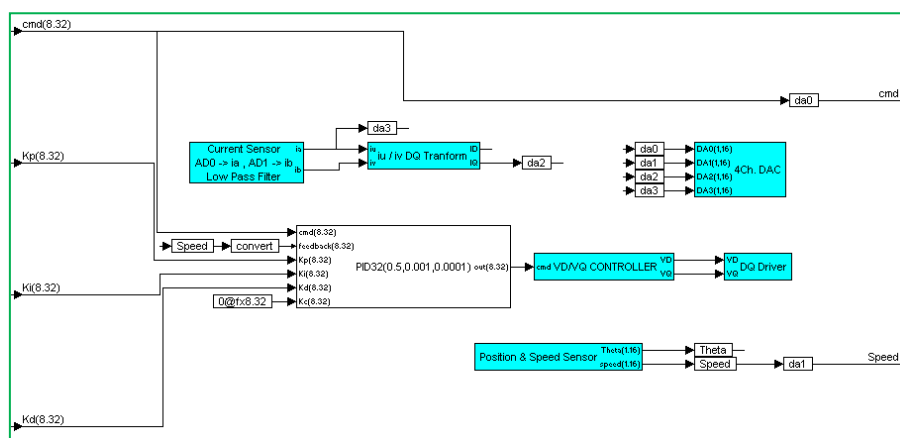 cmd(8.32)
da0
cmd
da3
Kp(8.32)
Current Sensor
AD0 -> ia , AD1 -> ib
Low Pass Filter
ia
ib
iu
iv
iu / iv DQ Tranform
ID
IQ
da2
da0
da1
da2
da3
DA0(1,16)
DA1(1,16)
DA2(1,16)
DA3(1,16)
4Ch. DAC
Speed
convert
cmd(8.32)
feedback(8.32)
Kp(8.32)
Ki(8.32)
Kd(8.32)
Kc(8.32)
PID32(0.5,0.001,0.0001)
out(8.32)
cmd
VD/VQ CONTROLLER
VD
VQ
VD
VQ
DQ Driver
Ki(8.32)
0@fx8.32
Position & Speed Sensor
Theta(1.16)
speed(1.16)
Theta
Speed
da1
Speed
Kd(8.32)